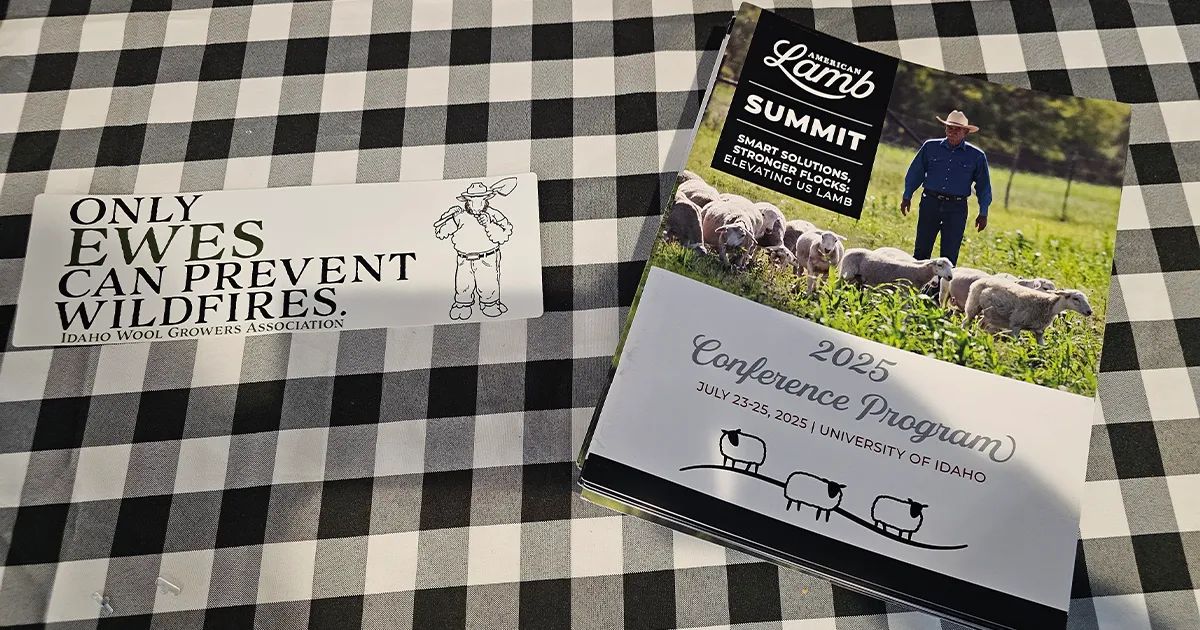 ONLY
EWES
CAN PREVENT
WILDFIRES.
IDAHO WOOL GROWERS ASSOCIATION
AMERICAN
Lamb
SUMMIT
SMART SOLUTIONS,
STRONGER FLOCKS:
ELEVATING US LAMB
2025
Conference Program
JULY 23-25, 2025 | UNIVERSITY OF IDAHO